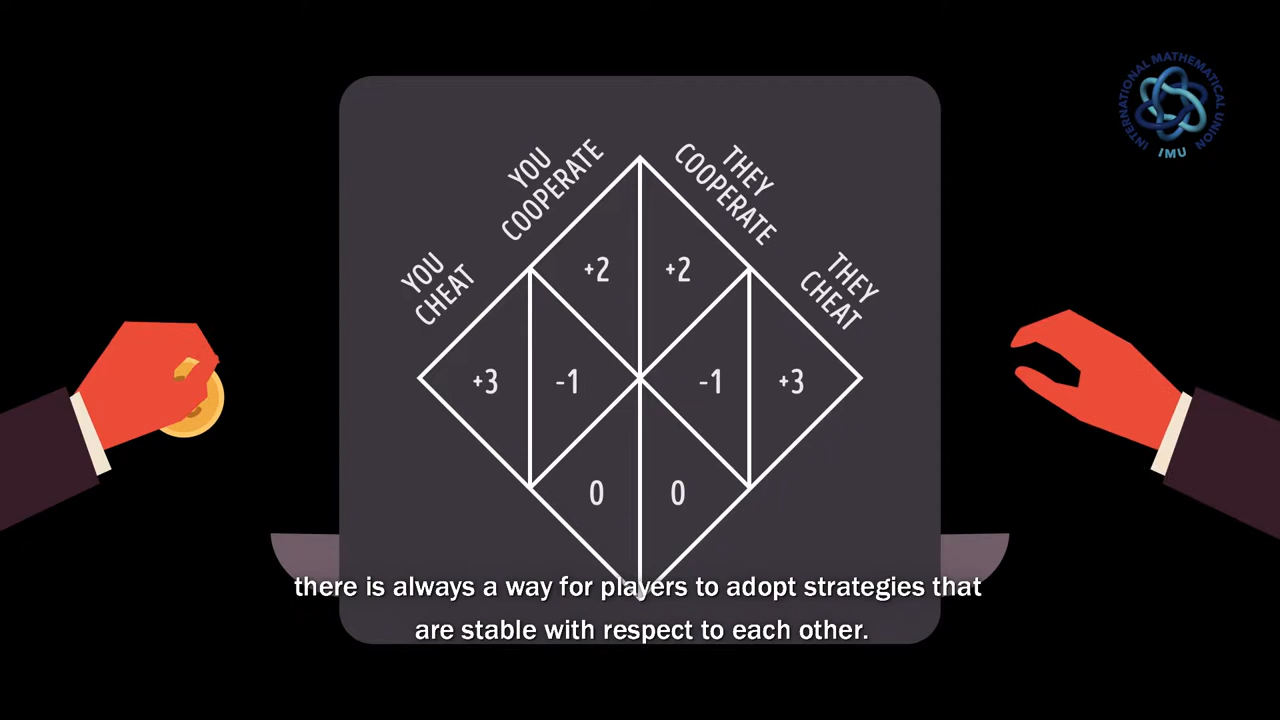 INTERNATIONAL MATHEMATICAL UNION
IMU
YOU
COOPERATE
THEY
COOPERATE
YOU
CHEAT
THEY
CHEAT
+2 +2
+3 -1 -1 +3
0 0
there is always a way for players to adopt strategies that
are stable with respect to each other.